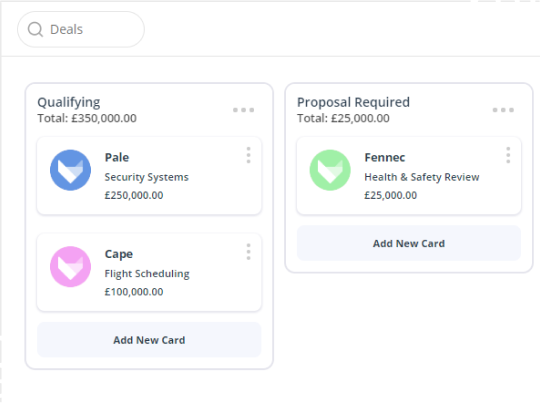 Deals
Qualifying
Total: £350,000.00
Pale
Security Systems
£250,000.00
Cape
Flight Scheduling
£100,000.00
Add New Card
Proposal Required
Total: £25,000.00
Fennec
Health & Safety Review
£25,000.00
Add New Card